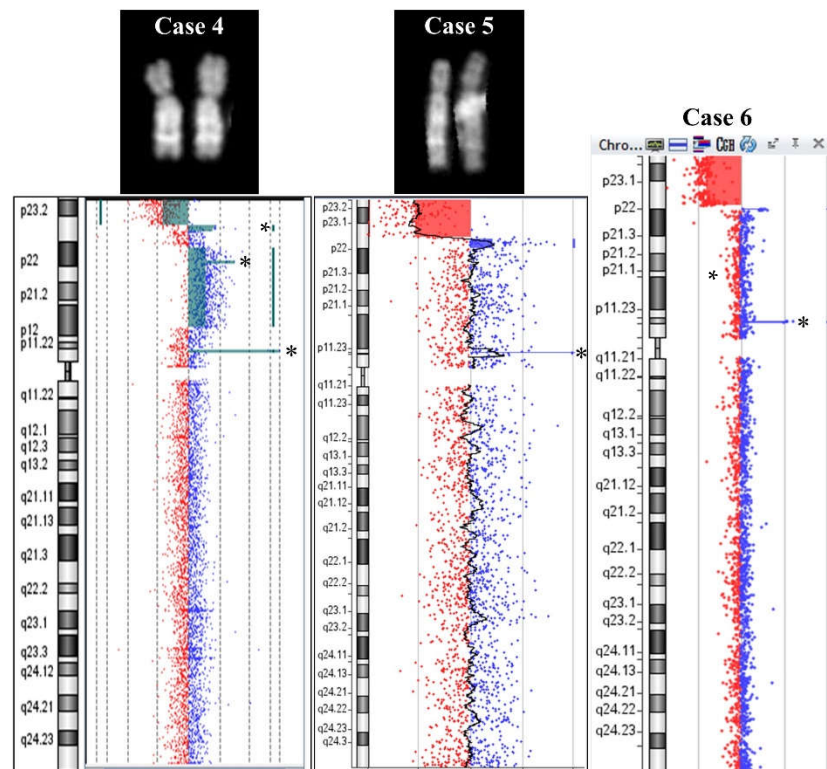 Case 4
Case 5
Case 6
Chro... CGH
p23.2
*
p22
*
p21.2
p12
p11.22
*
q11.22
q12.1
q12.3
q13.2
q21.11
q21.13
q21.3
q22.2
q23.1
q23.3
q24.12
q24.21
q24.23
p23.2
p23.1
p22
p21.3
p21.2
p21.1
p11.23
*
q11.21
q11.23
q12.2
q13.1
q13.3
q21.11
q21.12
q21.2
q22.1
q22.2
q23.1
q23.2
q24.11
q24.13
q24.21
q24.22
q24.23
q24.3
p23.1
p22
p21.3
p21.2
p21.1
*
p11.23
*
q11.21
q11.22
q12.2
q13.1
q13.3
q21.11
q21.12
q21.2
q22.1
q22.2
q23.1
q23.2
q24.11
q24.13
q24.21
q24.22
q24.23